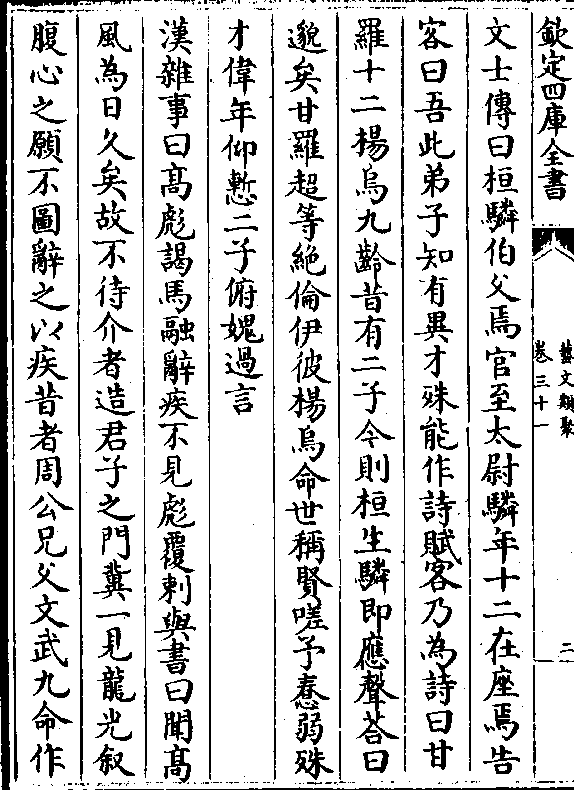 欽定四庫全書
藝文類聚
卷三十一
二
文士傳曰桓驎伯父焉官至太尉驎年十二在座焉告
客曰吾此弟子知有異才殊能作詩賦客乃為詩曰甘
羅十二楊烏九齡昔有二子今則桓生驎即應聲荅曰
邈矣甘羅超等絶倫伊彼楊烏命世稱賢嗟予惷弱殊
才偉年仰慙二子俯媿過言
漢雜事曰高彪謁馬融辭疾不見彪覆刺與書曰聞高
風為日久矣故不待介者造君子之門冀一見龍光叙
腹心之願不圖辭之以疾昔者周公兄父文武九命作